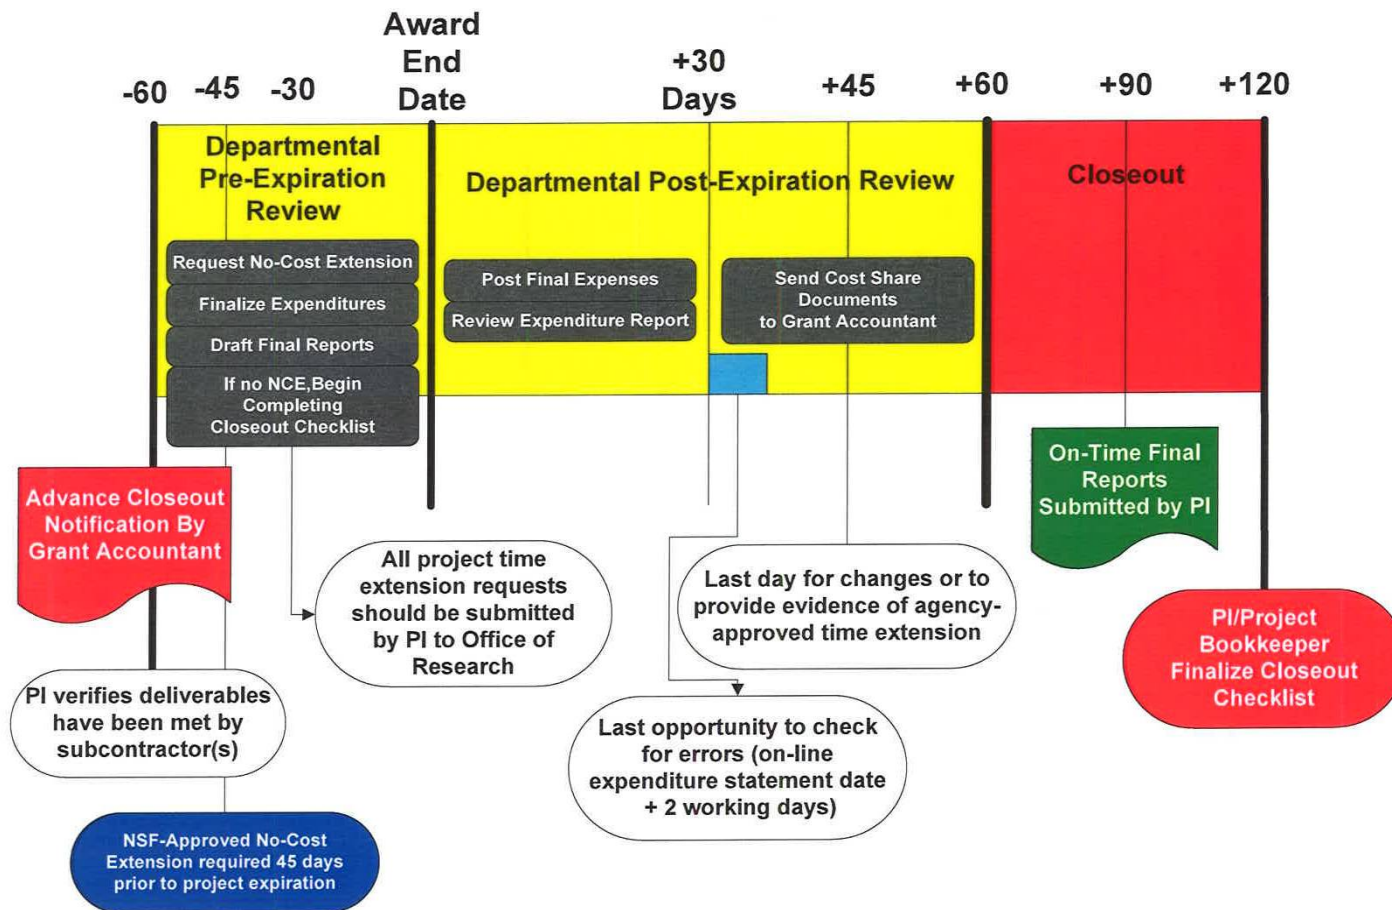 Award
End
Date
+30
Days
-60
-45
-30
+45
+60
+90
+120
Departmental
Pre-Expiration
Review
Departmental Post-Expiration Review
Closeout
Request No-Cost Extension
Finalize Expenditures
Draft Final Reports
If no NCE,Begin
Completing
Closeout Checklist
Post Final Expenses
Review Expenditure Report
Send Cost Share
Documents
to Grant Accountant
Advance Closeout
Notification By
Grant Accountant
On-Time Final
Reports
Submitted by PI
All project time
extension requests
should be submitted
by PI to Office of
Research
Last day for changes or to
provide evidence of agency-
approved time extension
PI/Project
Bookkeeper
Finalize Closeout
Checklist
PI verifies deliverables
have been met by
subcontractor(s)
Last opportunity to check
for errors (on-line
expenditure statement date
+ 2 working days)
NSF-Approved No-Cost
Extension required 45 days
prior to project expiration